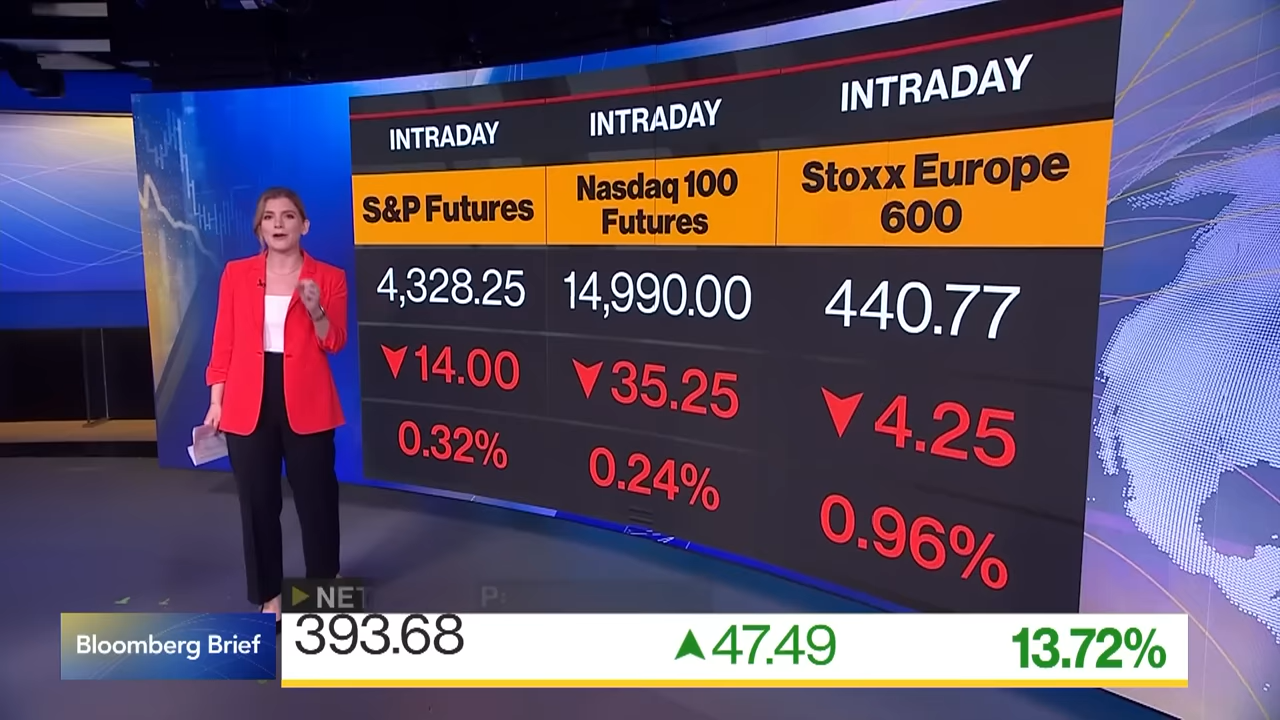 INTRADAY
INTRADAY
INTRADAY
S&P Futures
Nasdaq 100
Futures
Stoxx Europe
600
4,328.25
14,990.00
440.77
▼14.00
▼35.25
▼4.25
0.32%
0.24%
0.96%
Bloomberg Brief
393.68
▲47.49
13.72%